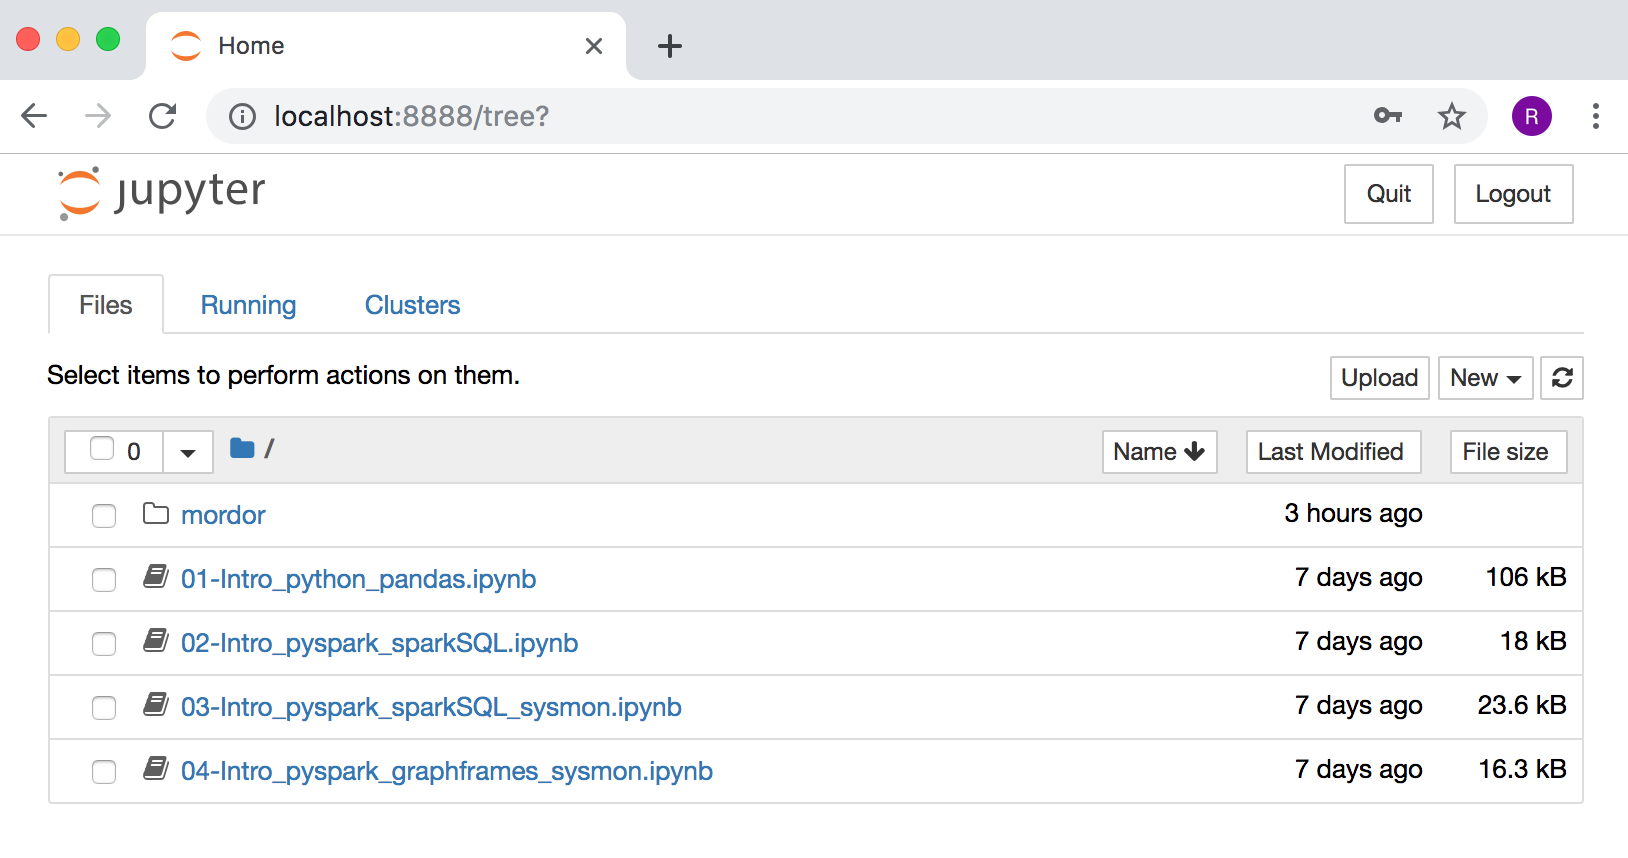 Home
localhost:8888/tree?
R
jupyter
Quit
Logout
Files
Running
Clusters
Select items to perform actions on them.
Upload
New
0
/
Name
Last Modified
File size
mordor
3 hours ago
01-Intro_python_pandas.ipynb
7 days ago
106 kB
02-Intro_pyspark_sparkSQL.ipynb
7 days ago
18 kB
03-Intro_pyspark_sparkSQL_sysmon.ipynb
7 days ago
23.6 kB
04-Intro_pyspark_graphframes_sysmon.ipynb
7 days ago
16.3 kB